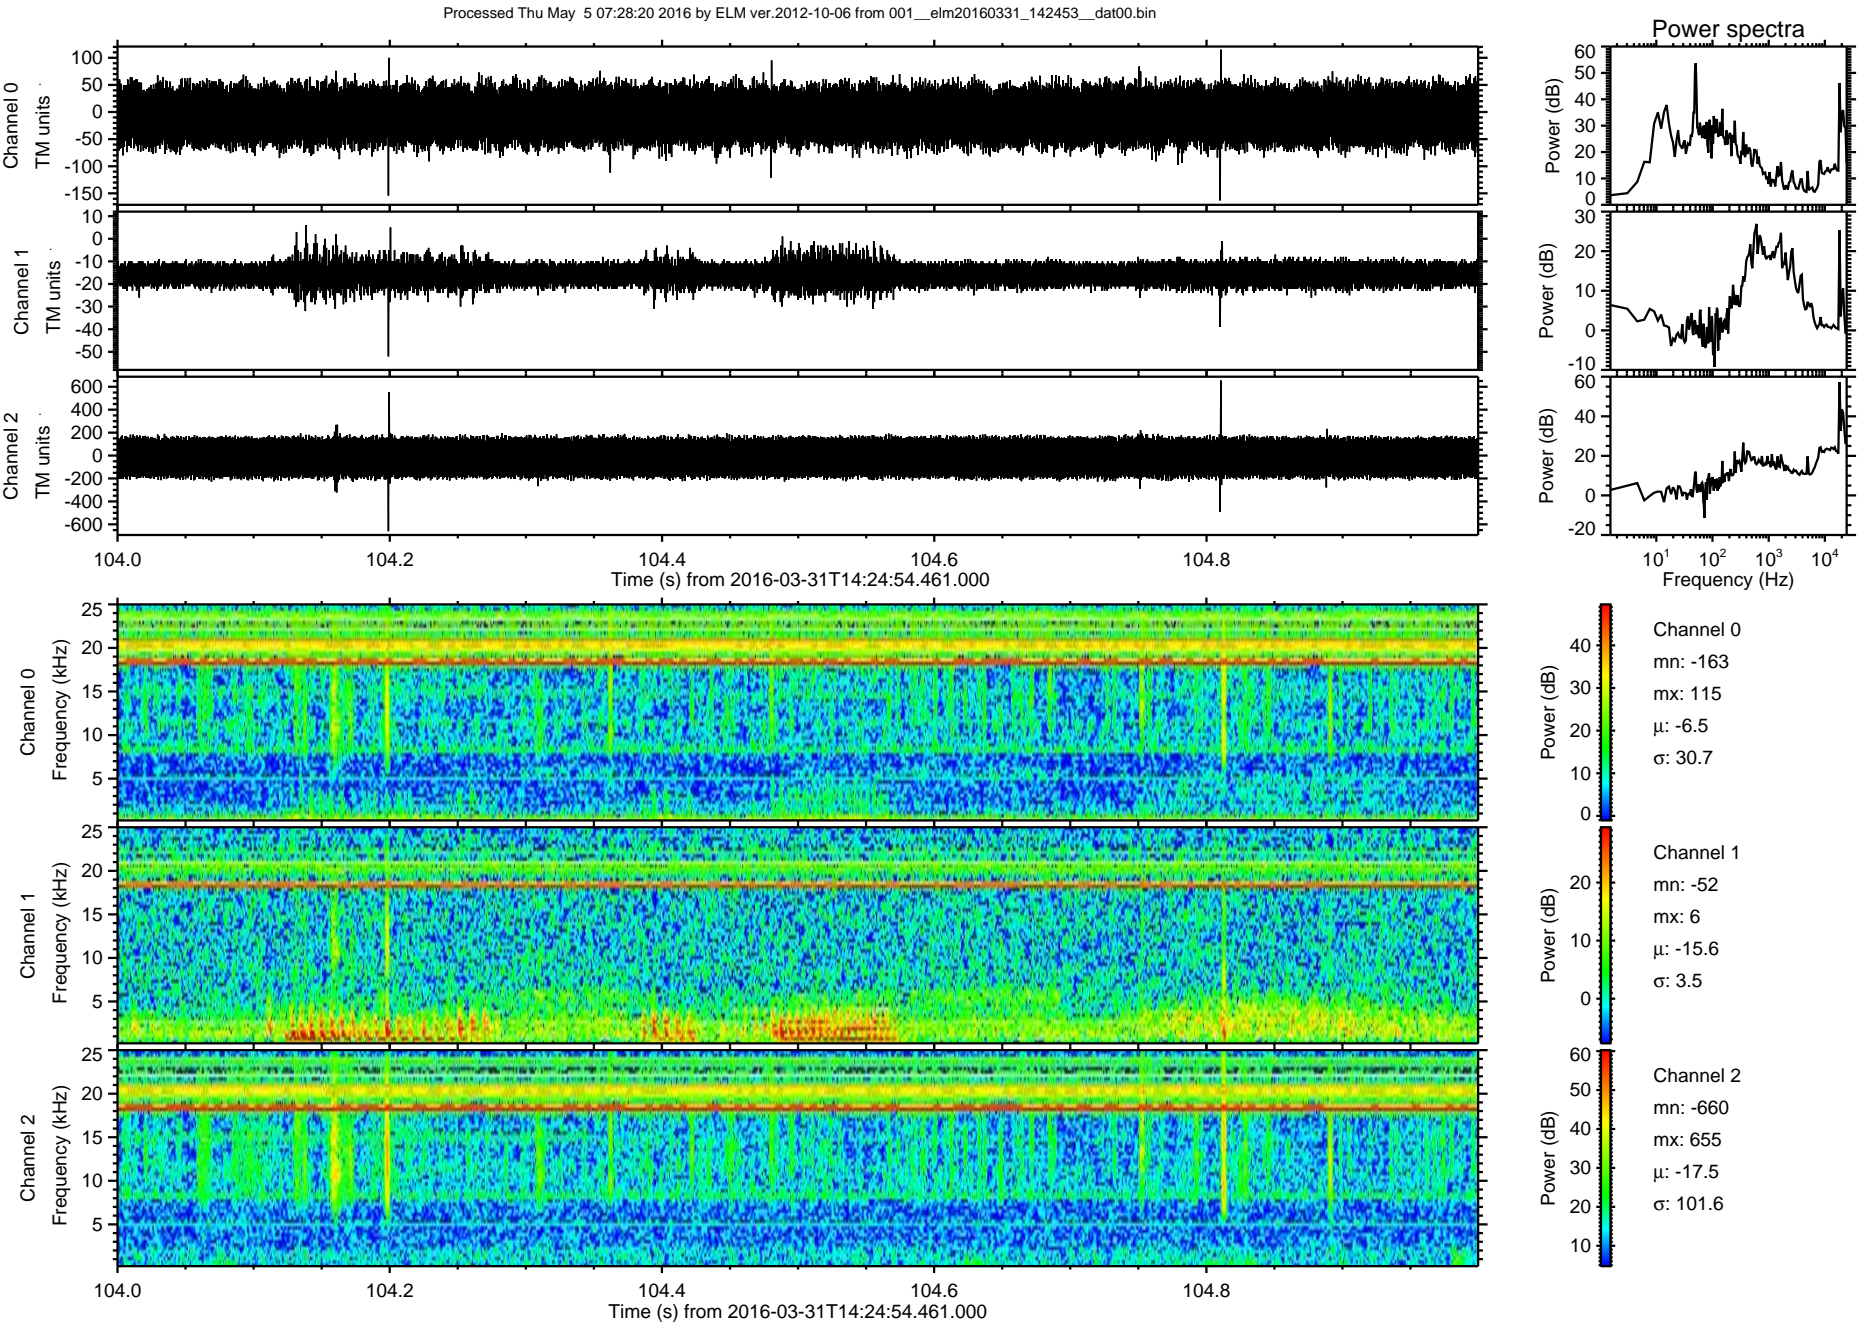 Processed Thu May  5 07:28:20 2016 by ELM ver.2012-10-06 from 001__elm20160331_142453__dat00.bin
Power spectra
Channel 0
TM units
100
50
0
-50
-100
-150
Power (dB)
60
50
40
30
20
10
0
Channel 1
TM units
10
0
-10
-20
-30
-40
-50
Power (dB)
30
20
10
0
-10
Channel 2
TM units
600
400
200
0
-200
-400
-600
Power (dB)
60
40
20
0
-20
104.0 104.2 104.4 104.6 104.8
Time (s) from 2016-03-31T14:24:54.461.000
10^1 10^2 10^3 10^4
Frequency (Hz)
Channel 0
Frequency (kHz)
25
20
15
10
5
Power (dB)
40
30
20
10
0
Channel 0
mn: -163
mx: 115
μ: -6.5
σ: 30.7
Channel 1
Frequency (kHz)
25
20
15
10
5
Power (dB)
20
10
0
Channel 1
mn: -52
mx: 6
μ: -15.6
σ: 3.5
Channel 2
Frequency (kHz)
25
20
15
10
5
Power (dB)
60
50
40
30
20
10
Channel 2
mn: -660
mx: 655
μ: -17.5
σ: 101.6
104.0 104.2 104.4 104.6 104.8
Time (s) from 2016-03-31T14:24:54.461.000